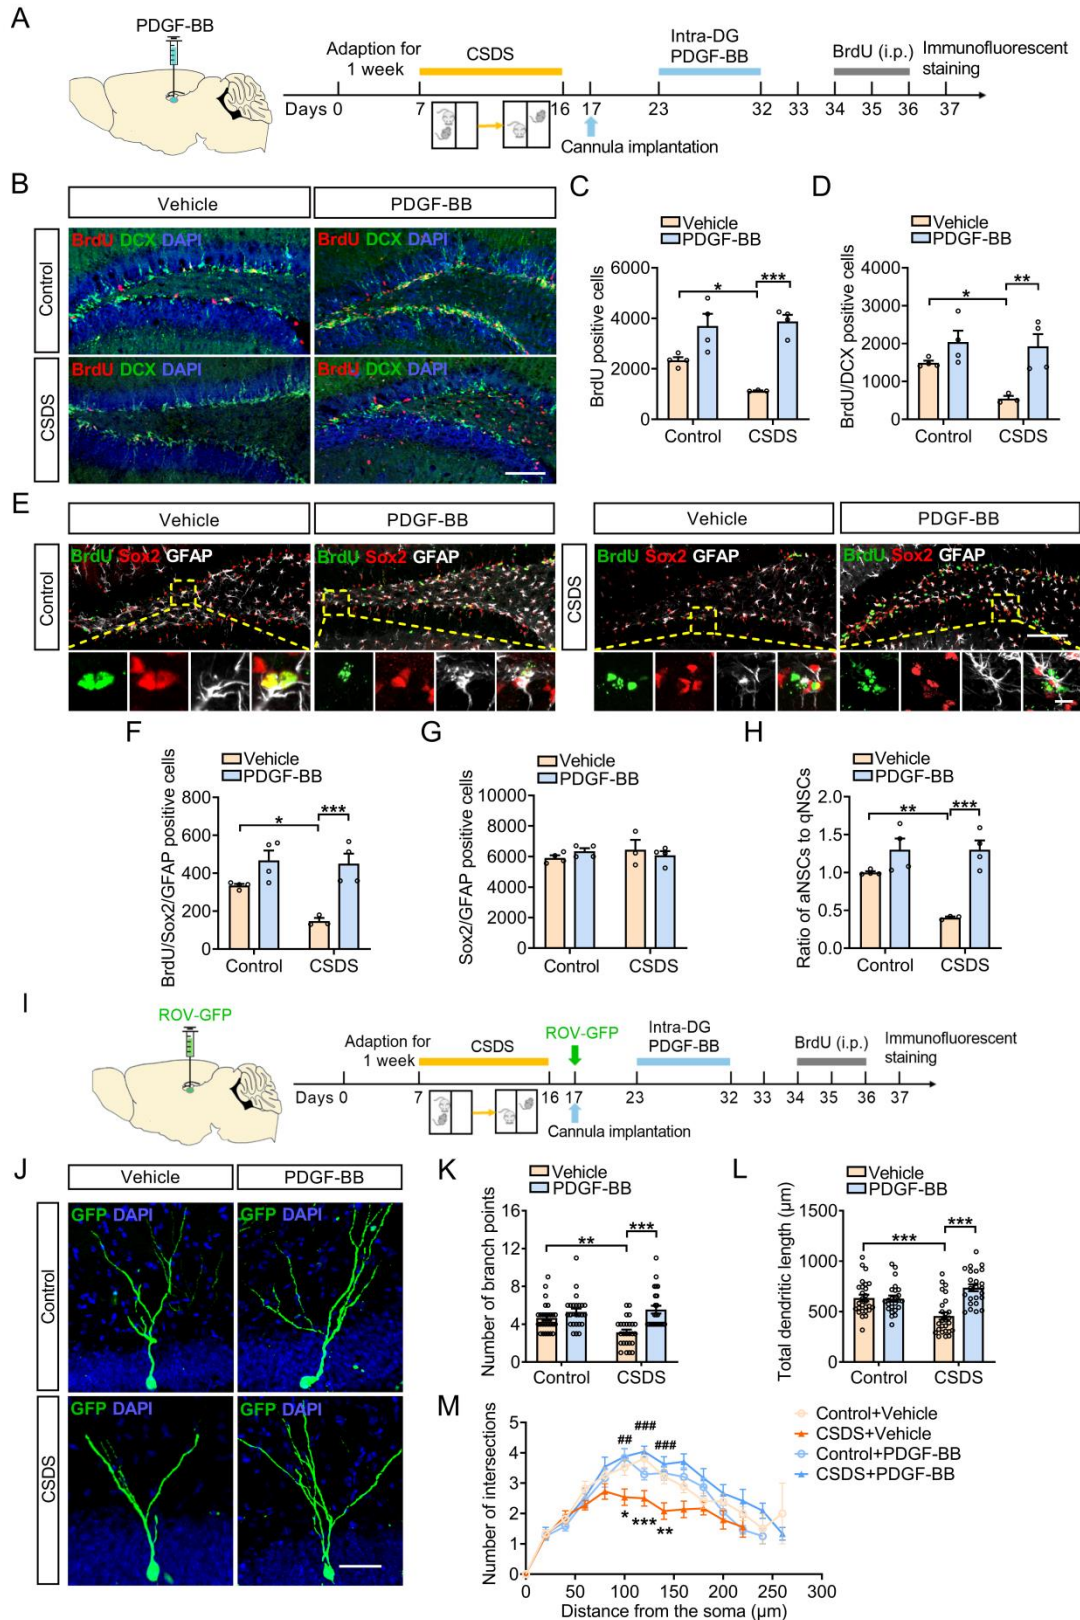 A
PDGF-BB
Adaption for
1 week
CSDS
Intra-DG
PDGF-BB
BrdU (i.p.)
Immunofluorescent
staining
Days 0 7 16 17 23 32 33 34 35 36 37
Cannula implantation
B
Vehicle PDGF-BB
Control
BrdU DCX DAPI BrdU DCX DAPI
CSDS
BrdU DCX DAPI BrdU DCX DAPI
C
Vehicle
PDGF-BB
BrdU positive cells
6000
4000
2000
0
* ***
Control CSDS
D
Vehicle
PDGF-BB
BrdU/DCX positive cells
4000
3000
2000
1000
0
* **
Control CSDS
E
Vehicle PDGF-BB Vehicle PDGF-BB
Control
BrdU Sox2 GFAP BrdU Sox2 GFAP
CSDS
BrdU Sox2 GFAP BrdU Sox2 GFAP
F
Vehicle
PDGF-BB
BrdU/Sox2/GFAP positive cells
800
600
400
200
0
* ***
Control CSDS
G
Vehicle
PDGF-BB
Sox2/GFAP positive cells
10000
8000
6000
4000
2000
0
Control CSDS
H
Vehicle
PDGF-BB
Ratio of aNSCs to qNSCs
2.0
1.5
1.0
0.5
0.0
** ***
Control CSDS
I
ROV-GFP
Adaption for
1 week
CSDS
ROV-GFP
Intra-DG
PDGF-BB
BrdU (i.p.)
Immunofluorescent
staining
Days 0 7 16 17 23 32 33 34 35 36 37
Cannula implantation
J
Vehicle PDGF-BB
Control
GFP DAPI GFP DAPI
CSDS
GFP DAPI GFP DAPI
K
Vehicle
PDGF-BB
Number of branch points
16
12
8
4
0
** ***
Control CSDS
L
Vehicle
PDGF-BB
Total dendritic length (μm)
1500
1000
500
0
*** ***
Control CSDS
M
Number of intersections
5
4
3
2
1
0
## ### ###
* *** **
0 50 100 150 200 250 300
Distance from the soma (μm)
Control+Vehicle
CSDS+Vehicle
Control+PDGF-BB
CSDS+PDGF-BB